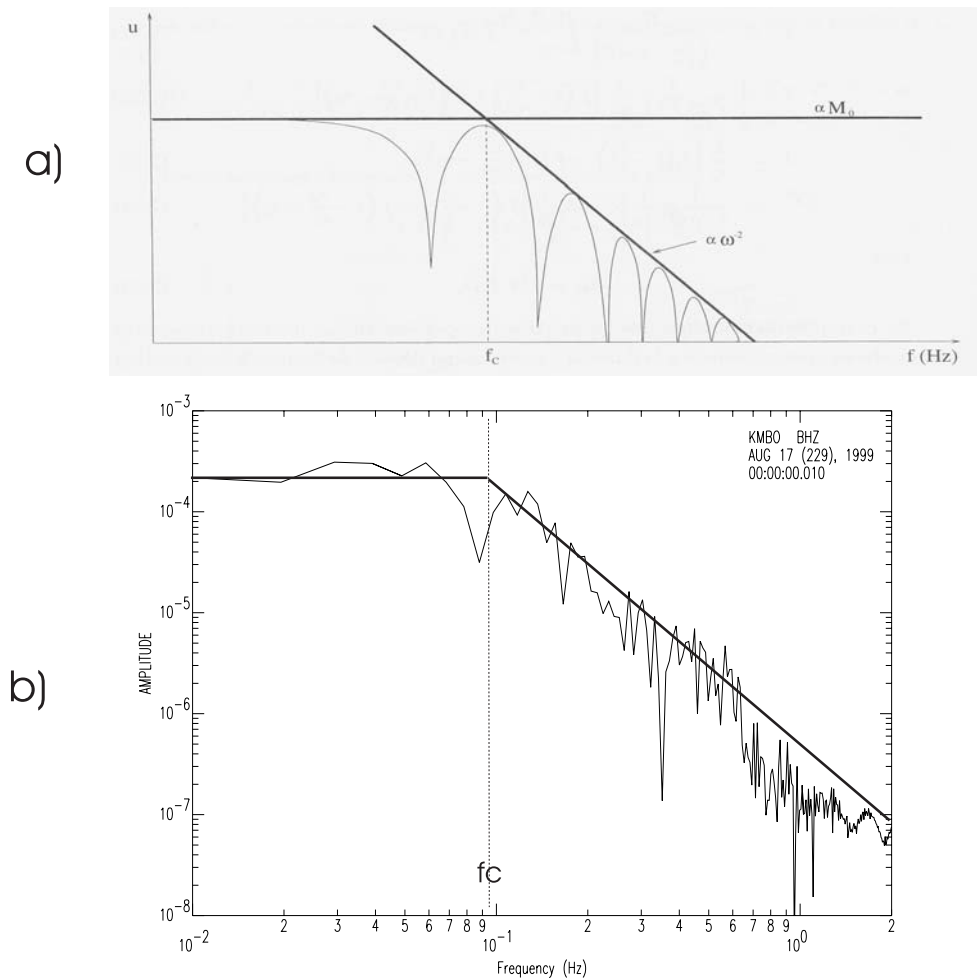 a)
u
α M₀
α ω⁻²
f_c
f (Hz)
b)
KMBO BHZ
AUG 17 (229), 1999
00:00:00.010
10⁻³
10⁻⁴
10⁻⁵
10⁻⁶
10⁻⁷
10⁻⁸
AMPLITUDE
fc
2 3 4 5 6 7 8 9 2 3 4 5 6 7 8 9 2
10⁻² 10⁻¹ 10⁰
Frequency (Hz)